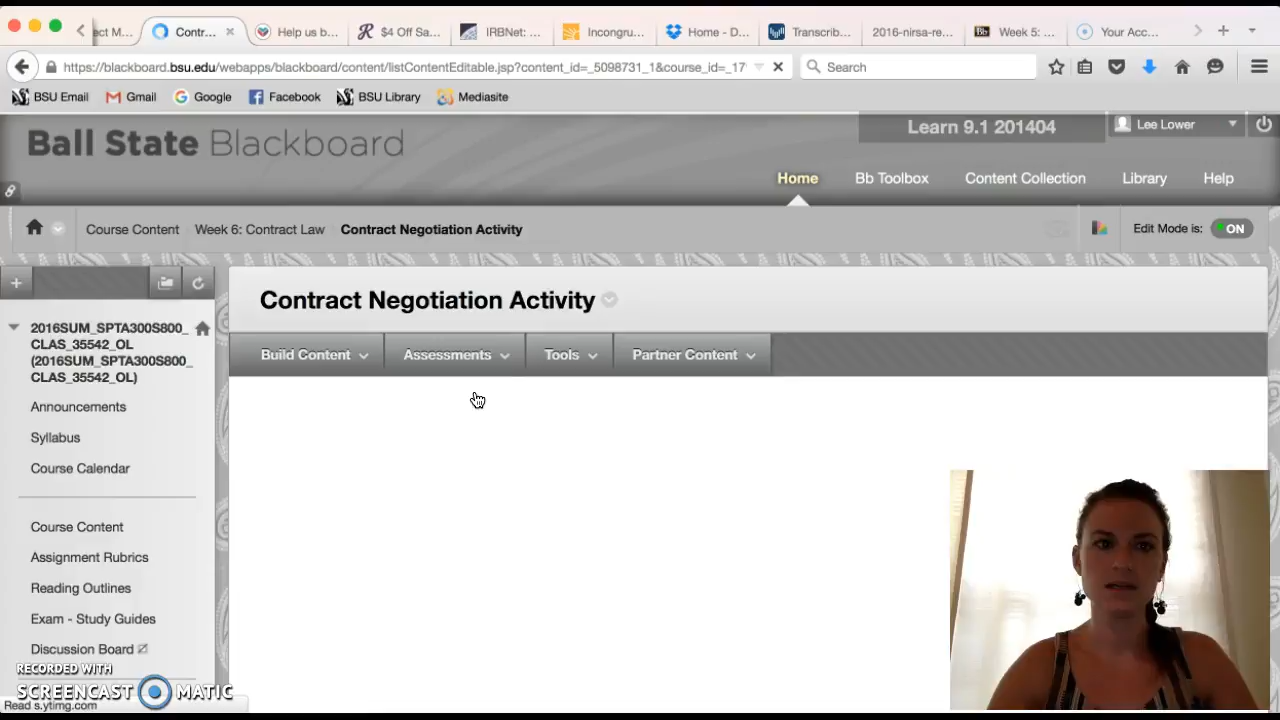 ect M...
Contr...
Help us b...
$4 Off Sa...
IRBNet: ...
Incongru...
Home - D...
Transcrib...
2016-nirsa-re...
Bb
Week 5: ...
Your Acc...
https://blackboard.bsu.edu/webapps/blackboard/content/listContentEditable.jsp?content_id=_5098731_1&course_id=_17
Search
BSU Email
Gmail
Google
Facebook
BSU Library
Mediasite
Ball State Blackboard
Learn 9.1 201404
Lee Lower
Home
Bb Toolbox
Content Collection
Library
Help
Course Content
Week 6: Contract Law
Contract Negotiation Activity
Edit Mode is:
ON
Contract Negotiation Activity
Build Content
Assessments
Tools
Partner Content
2016SUM_SPTA300S800_
CLAS_35542_OL
(2016SUM_SPTA300S800_
CLAS_35542_OL)
Announcements
Syllabus
Course Calendar
Course Content
Assignment Rubrics
Reading Outlines
Exam - Study Guides
Discussion Board
RECORDED WITH
SCREENCAST MATIC
Read s.ytimg.com